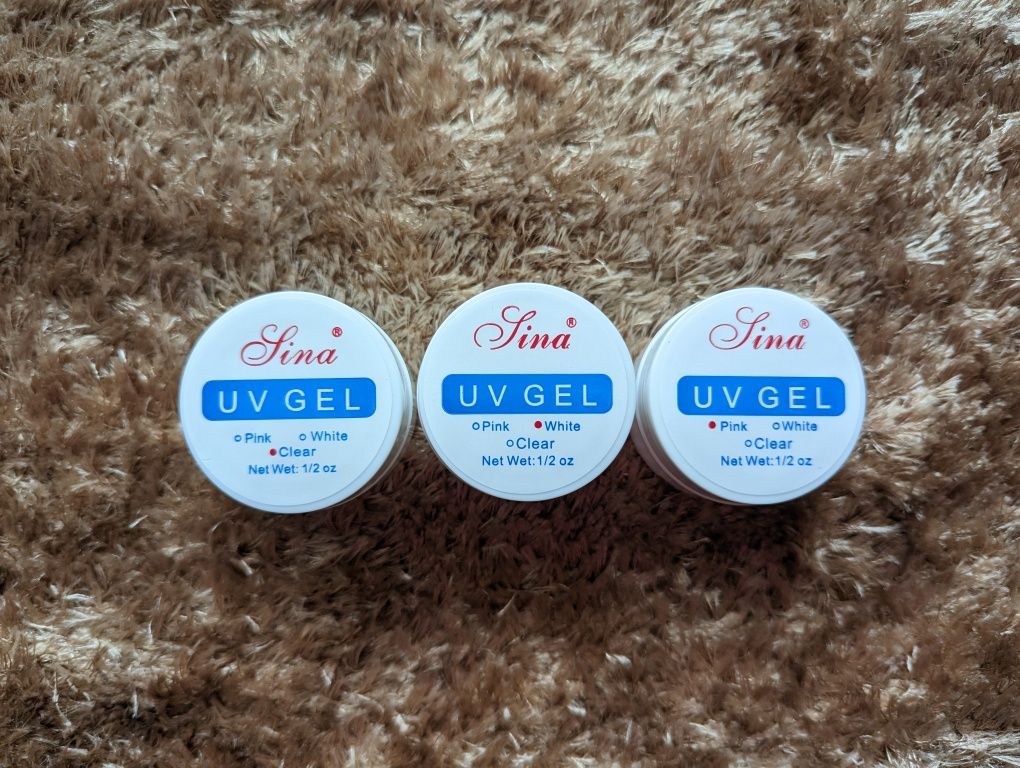 Sina®
UV GEL
Pink White
Clear
Net Wet: 1/2 oz
Sina®
UV GEL
Pink White
Clear
Net Wet: 1/2 oz
Sina®
UV GEL
Pink White
Clear
Net Wet: 1/2 oz